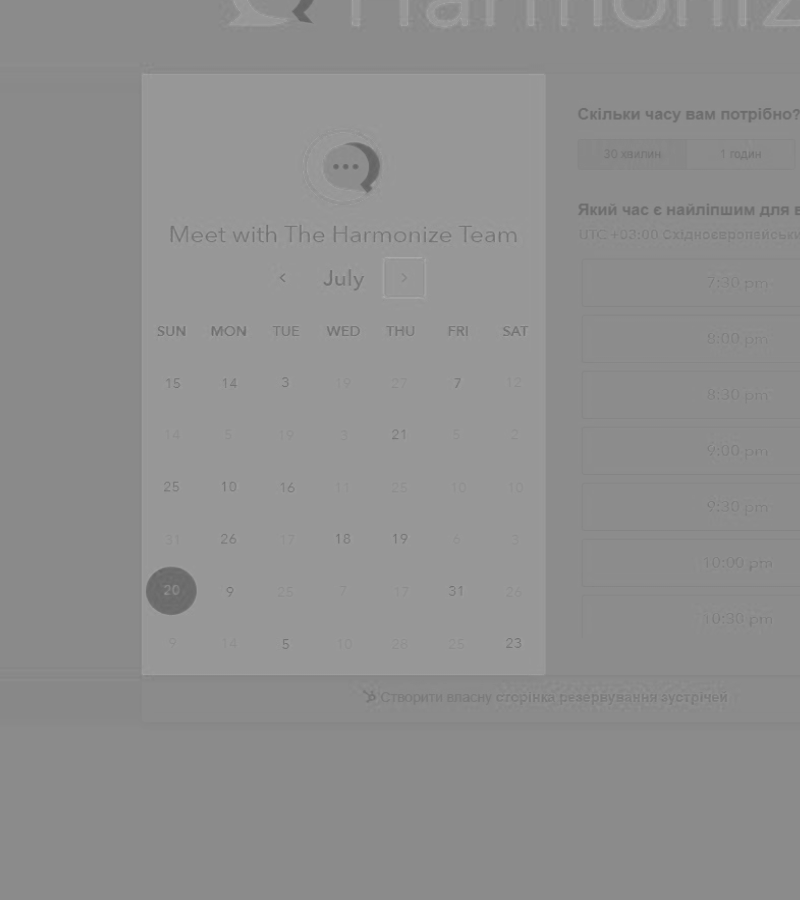 Harmoniz
Meet with The Harmonize Team
July
SUN MON TUE WED THU FRI SAT
15 14 3 19 27 7 12
14 5 19 3 21 5 2
25 10 16 11 25 10 10
31 26 17 18 19 6 3
20 9 25 7 17 31 26
9 14 5 10 28 25 23
Скільки часу вам потрібно?
30 хвилин 1 годин
Який час є найліпшим для в
UTC +03:00 Східноєвропейськи
7:30 pm
8:00 pm
8:30 pm
9:00 pm
9:30 pm
10:00 pm
10:30 pm
Створити власну сторінка резервування зустрічей